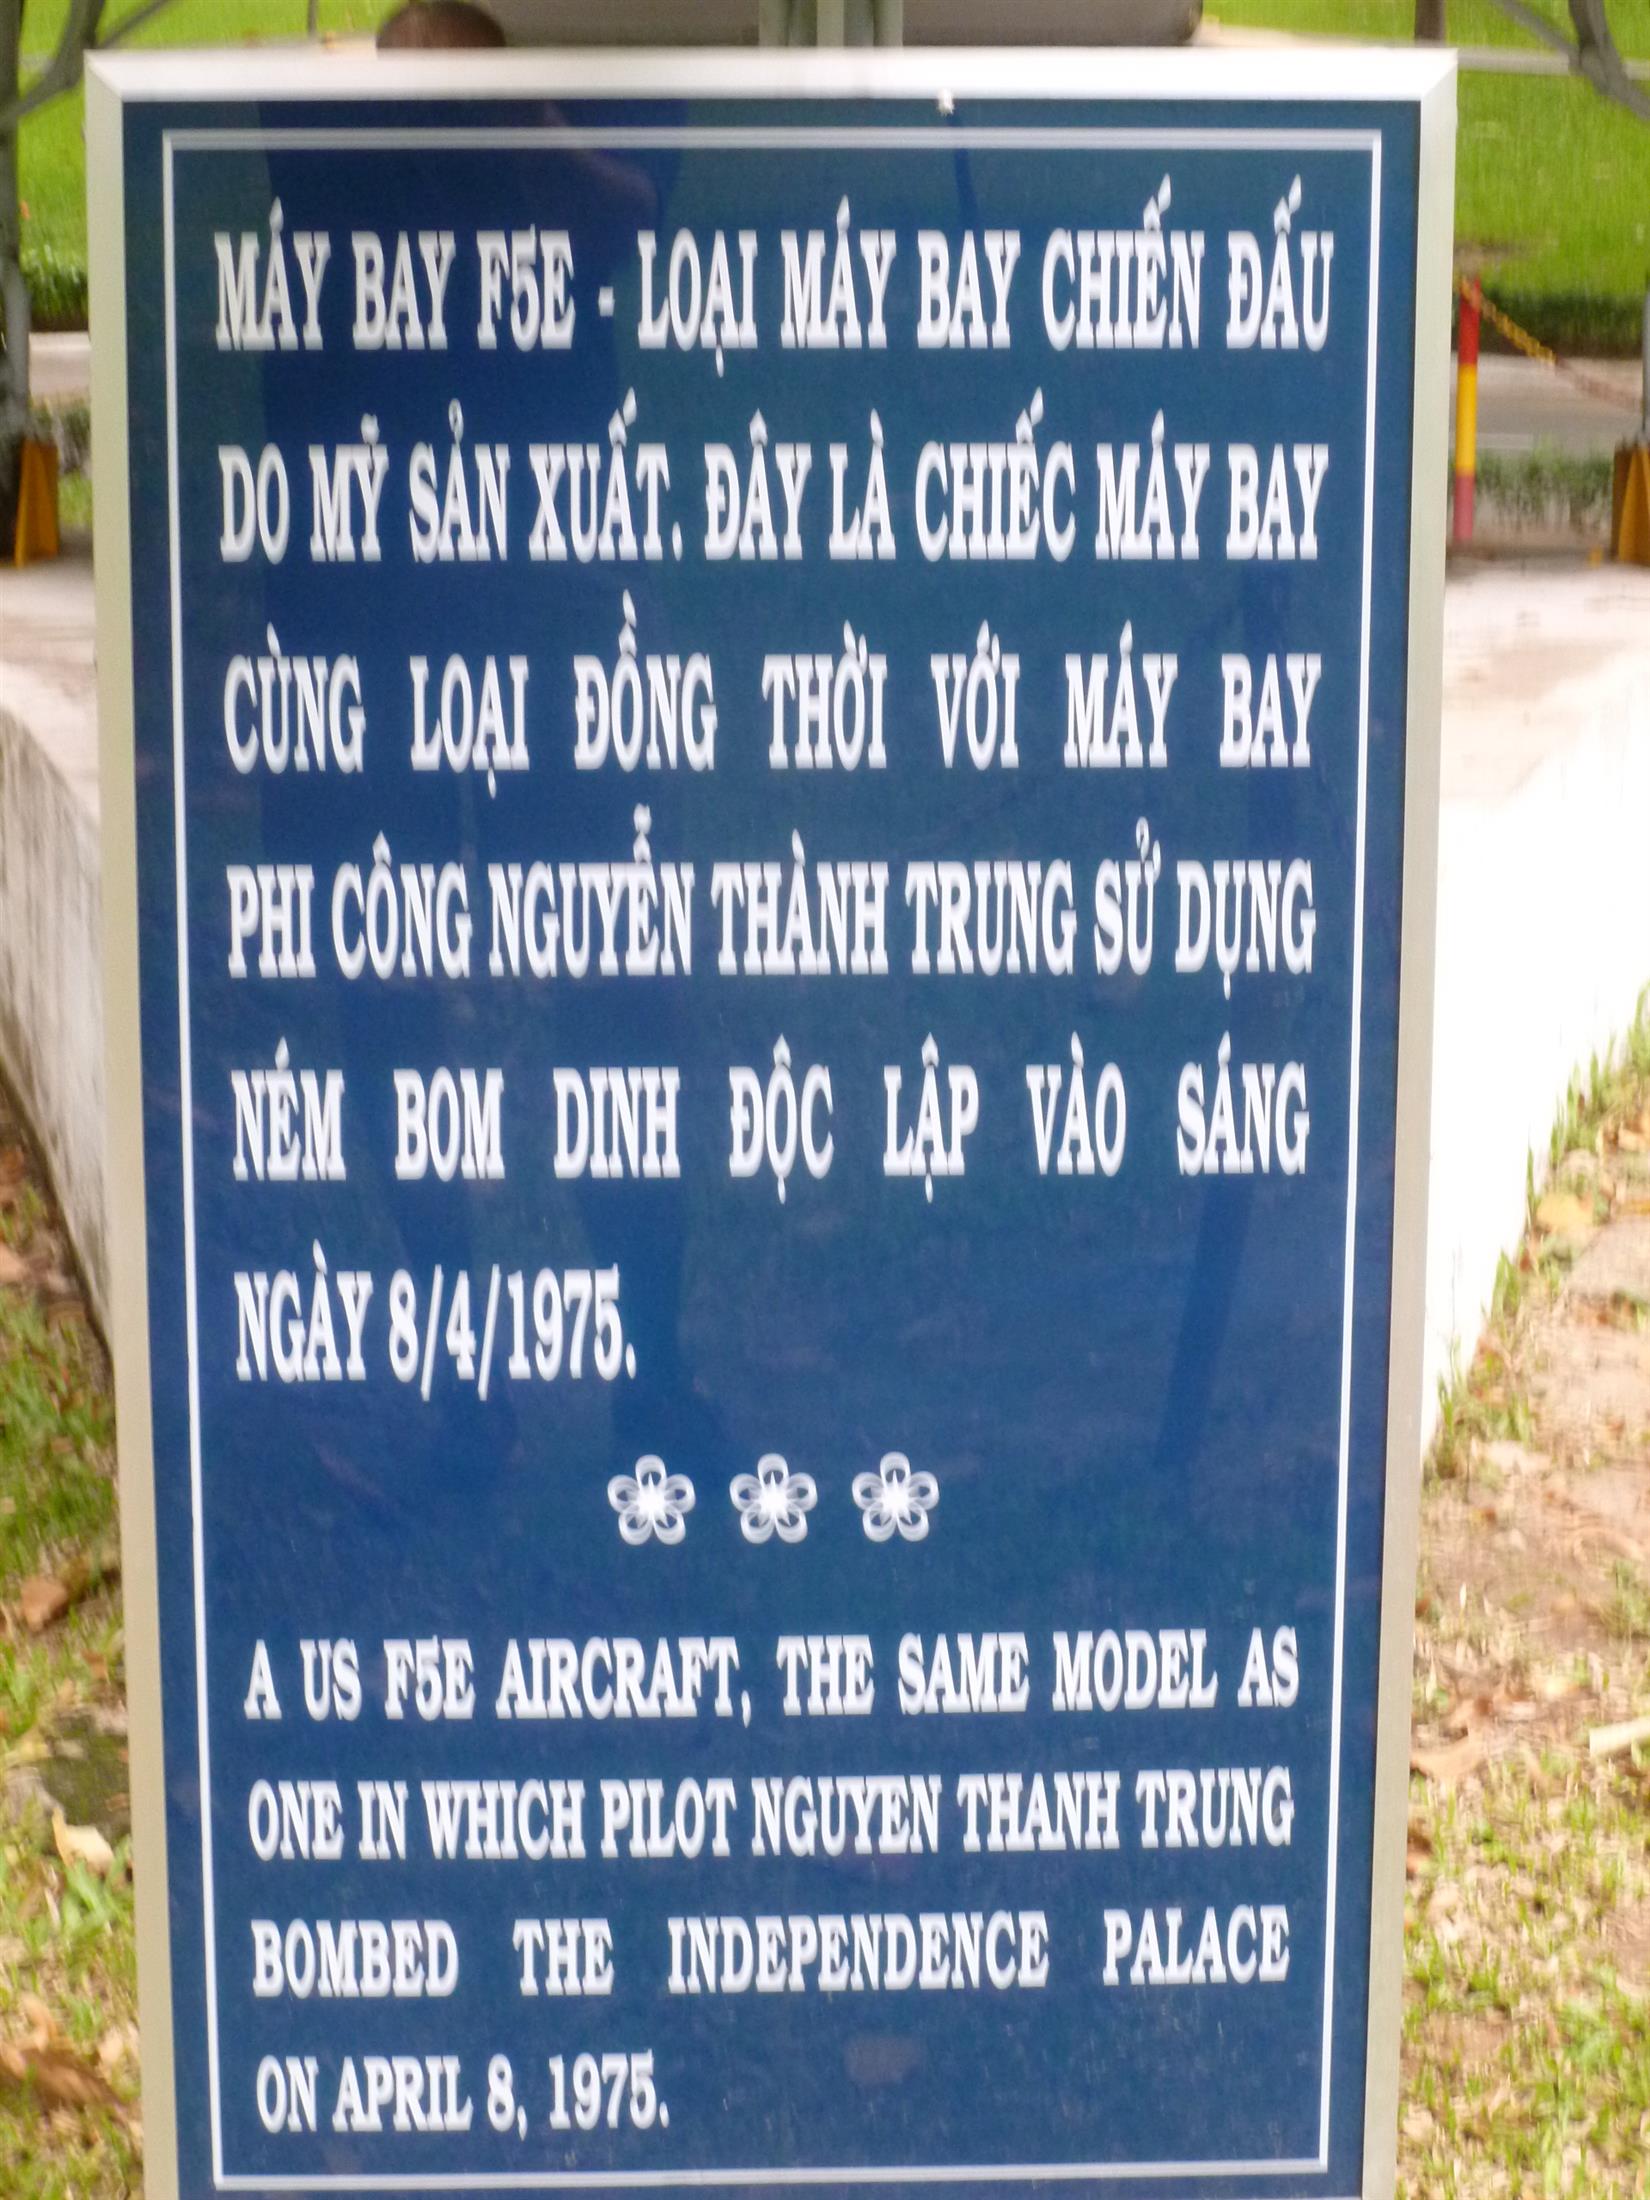 MÁY BAY F5E - LOẠI MÁY BAY CHIẾN ĐẤU
DO MỸ SẢN XUẤT. ĐÂY LÀ CHIẾC MÁY BAY
CÙNG LOẠI ĐỒNG THỜI VỚI MÁY BAY
PHI CÔNG NGUYỄN THÀNH TRUNG SỬ DỤNG
NÉM BOM DINH ĐỘC LẬP VÀO SÁNG
NGÀY 8/4/1975.
A US F5E AIRCRAFT, THE SAME MODEL AS
ONE IN WHICH PILOT NGUYEN THANH TRUNG
BOMBED THE INDEPENDENCE PALACE
ON APRIL 8, 1975.